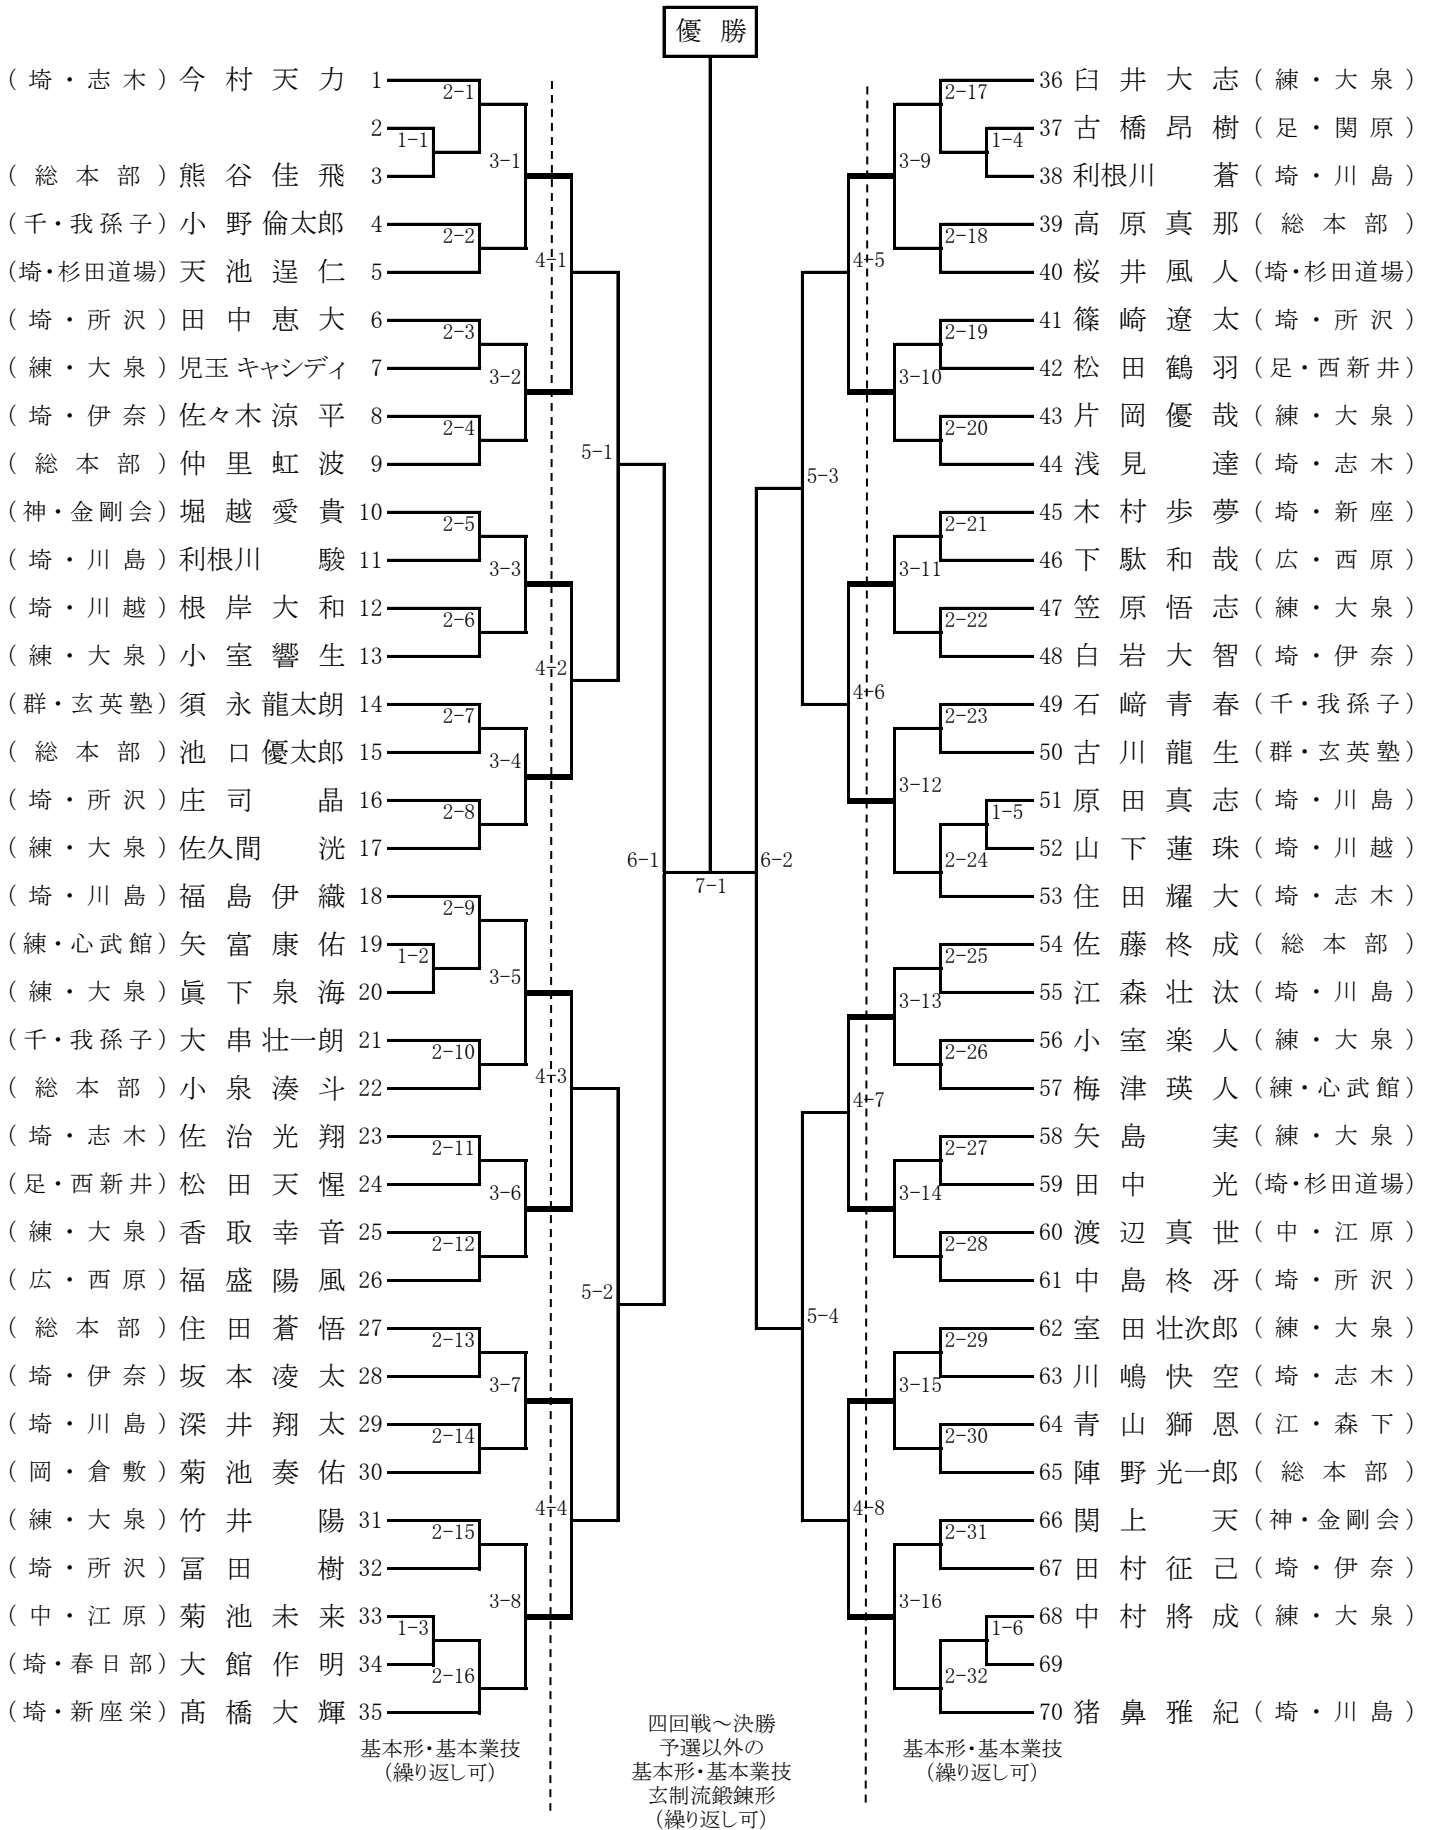 優 勝
( 埼 ・ 志 木 ) 今 村 天 力 1
2
( 総 本 部 ) 熊 谷 佳 飛 3
(千・我孫子) 小 野 倫太郎 4
(埼・杉田道場) 天 池 逞 仁 5
( 埼 ・ 所 沢 ) 田 中 恵 大 6
( 練 ・ 大 泉 ) 児玉 キャシディ 7
( 埼 ・ 伊 奈 ) 佐々木 涼 平 8
( 総 本 部 ) 仲 里 虹 波 9
(神・金剛会) 堀 越 愛 貴 10
( 埼 ・ 川 島 ) 利根川 駿 11
( 埼 ・ 川 越 ) 根 岸 大 和 12
( 練 ・ 大 泉 ) 小 室 響 生 13
(群・玄英塾) 須 永 龍太朗 14
( 総 本 部 ) 池 口 優太郎 15
( 埼 ・ 所 沢 ) 庄 司 晶 16
( 練 ・ 大 泉 ) 佐久間 洸 17
( 埼 ・ 川 島 ) 福 島 伊 織 18
(練・心武館) 矢 富 康 佑 19
( 練 ・ 大 泉 ) 眞 下 泉 海 20
(千・我孫子) 大 串 壮一朗 21
( 総 本 部 ) 小 泉 湊 斗 22
( 埼 ・ 志 木 ) 佐 治 光 翔 23
(足・西新井) 松 田 天 惺 24
( 練 ・ 大 泉 ) 香 取 幸 音 25
( 広 ・ 西 原 ) 福 盛 陽 風 26
( 総 本 部 ) 住 田 蒼 悟 27
( 埼 ・ 伊 奈 ) 坂 本 凌 太 28
( 埼 ・ 川 島 ) 深 井 翔 太 29
( 岡 ・ 倉 敷 ) 菊 池 奏 佑 30
( 練 ・ 大 泉 ) 竹 井 陽 31
( 埼 ・ 所 沢 ) 冨 田 樹 32
( 中 ・ 江 原 ) 菊 池 未 来 33
(埼・春日部) 大 館 作 明 34
(埼・新座栄) 髙 橋 大 輝 35
1-1
1-2
1-3
2-1
2-2
2-3
2-4
2-5
2-6
2-7
2-8
2-9
2-10
2-11
2-12
2-13
2-14
2-15
2-16
3-1
3-2
3-3
3-4
3-5
3-6
3-7
3-8
4-1
4-2
4-3
4-4
5-1
5-2
6-1
7-1
6-2
5-3
5-4
4-5
4-6
4-7
4-8
3-9
3-10
3-11
3-12
3-13
3-14
3-15
3-16
2-17
2-18
2-19
2-20
2-21
2-22
2-23
2-24
2-25
2-26
2-27
2-28
2-29
2-30
2-31
2-32
1-4
1-5
1-6
36 臼 井 大 志 ( 練 ・ 大 泉 )
37 古 橋 昂 樹 ( 足 ・ 関 原 )
38 利根川 蒼 ( 埼 ・ 川 島 )
39 高 原 真 那 ( 総 本 部 )
40 桜 井 風 人 (埼・杉田道場)
41 篠 崎 遼 太 ( 埼 ・ 所 沢 )
42 松 田 鶴 羽 (足・西新井)
43 片 岡 優 哉 ( 練 ・ 大 泉 )
44 浅 見 達 ( 埼 ・ 志 木 )
45 木 村 歩 夢 ( 埼 ・ 新 座 )
46 下 駄 和 哉 ( 広 ・ 西 原 )
47 笠 原 悟 志 ( 練 ・ 大 泉 )
48 白 岩 大 智 ( 埼 ・ 伊 奈 )
49 石 﨑 青 春 (千・我孫子)
50 古 川 龍 生 (群・玄英塾)
51 原 田 真 志 ( 埼 ・ 川 島 )
52 山 下 蓮 珠 ( 埼 ・ 川 越 )
53 住 田 耀 大 ( 埼 ・ 志 木 )
54 佐 藤 柊 成 ( 総 本 部 )
55 江 森 壮 汰 ( 埼 ・ 川 島 )
56 小 室 楽 人 ( 練 ・ 大 泉 )
57 梅 津 瑛 人 (練・心武館)
58 矢 島 実 ( 練 ・ 大 泉 )
59 田 中 光 (埼・杉田道場)
60 渡 辺 真 世 ( 中 ・ 江 原 )
61 中 島 柊 冴 ( 埼 ・ 所 沢 )
62 室 田 壮次郎 ( 練 ・ 大 泉 )
63 川 嶋 快 空 ( 埼 ・ 志 木 )
64 青 山 獅 恩 ( 江 ・ 森 下 )
65 陣 野 光一郎 ( 総 本 部 )
66 関 上 天 (神・金剛会)
67 田 村 征 己 ( 埼 ・ 伊 奈 )
68 中 村 將 成 ( 練 ・ 大 泉 )
69
70 猪 鼻 雅 紀 ( 埼 ・ 川 島 )
基本形・基本業技
(繰り返し可)
四回戦～決勝
予選以外の
基本形・基本業技
玄制流鍛錬形
(繰り返し可)
基本形・基本業技
(繰り返し可)